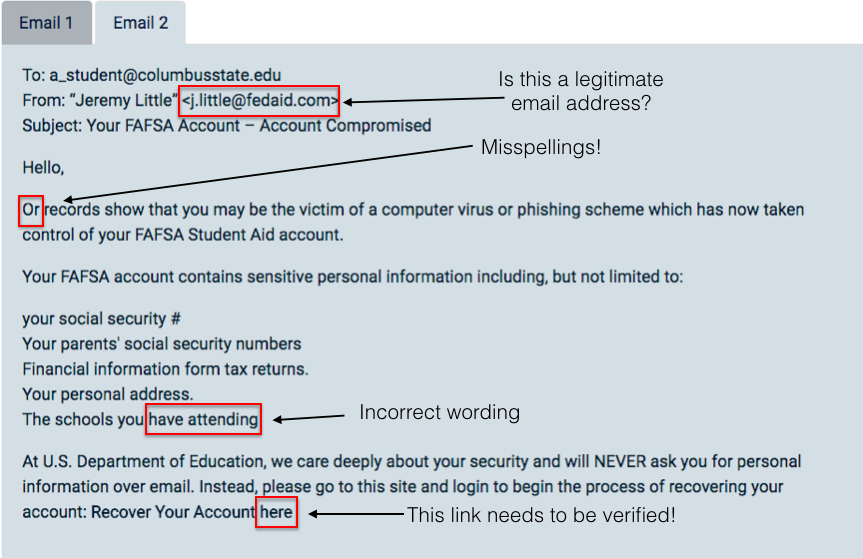 Email 1 Email 2
To: a_student@columbusstate.edu
From: “Jeremy Little” <j.little@fedaid.com>
Subject: Your FAFSA Account – Account Compromised
Is this a legitimate
email address?
Misspellings!
Hello,
Or records show that you may be the victim of a computer virus or phishing scheme which has now taken
control of your FAFSA Student Aid account.
Your FAFSA account contains sensitive personal information including, but not limited to:
your social security #
Your parents' social security numbers
Financial information form tax returns.
Your personal address.
The schools you have attending
Incorrect wording
At U.S. Department of Education, we care deeply about your security and will NEVER ask you for personal
information over email. Instead, please go to this site and login to begin the process of recovering your
account: Recover Your Account here
This link needs to be verified!